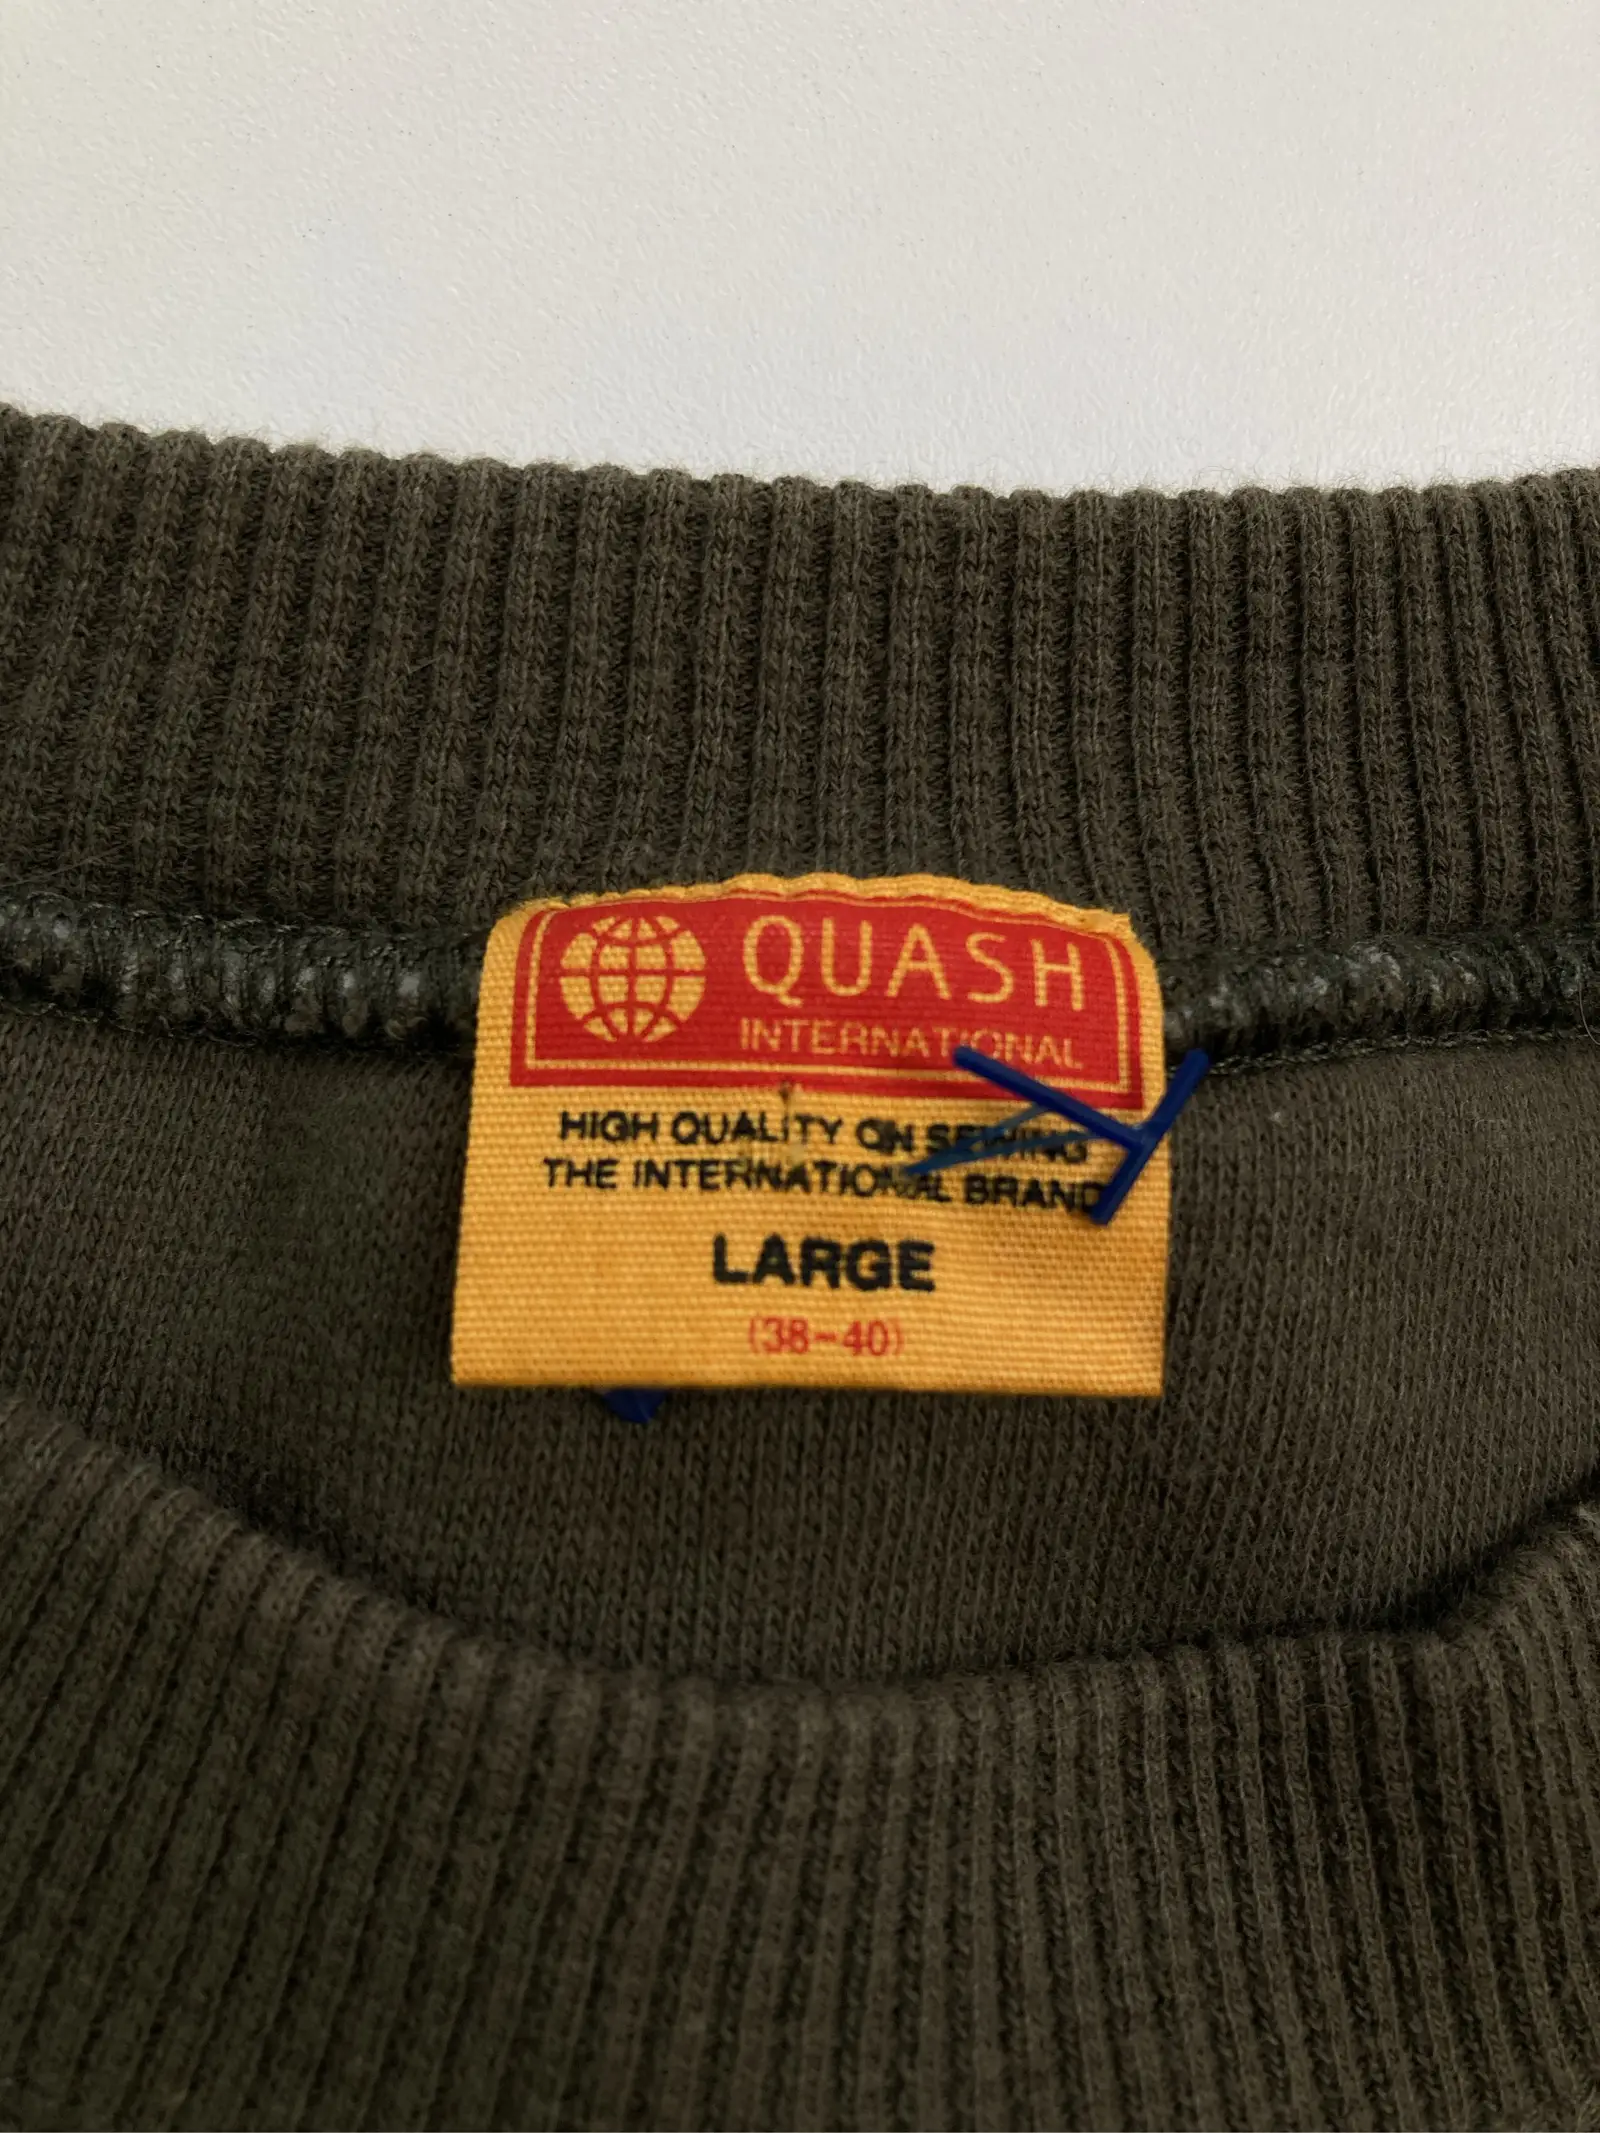 QUASH
INTERNATIONAL
HIGH QUALITY ON SEWING
THE INTERNATIONAL BRAND
LARGE
(38-40)